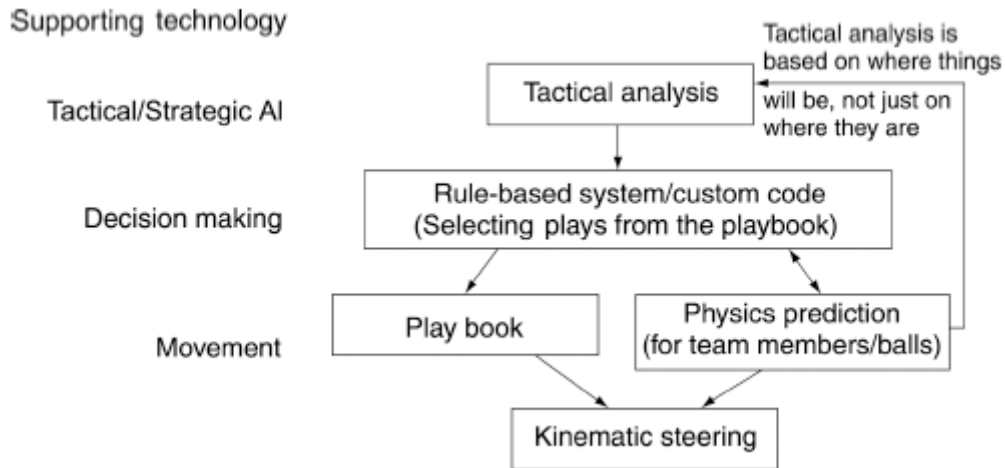 Supporting technology
Tactical analysis is
based on where things
will be, not just on
where they are
Tactical/Strategic AI
Tactical analysis
Decision making
Rule-based system/custom code
(Selecting plays from the playbook)
Movement
Play book
Physics prediction
(for team members/balls)
Kinematic steering